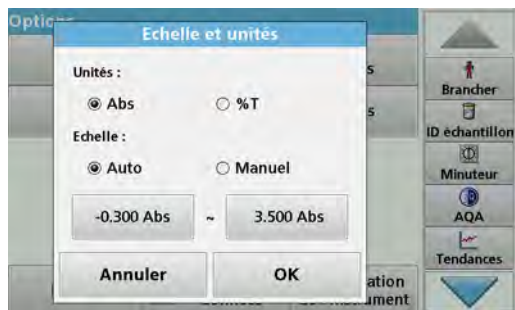 Options
Echelle et unités
Unités :
Abs
%T
Echelle :
Auto
Manuel
-0.300 Abs
~
3.500 Abs
Annuler
OK
Brancher
ID échantillon
Minuteur
AQA
Tendances